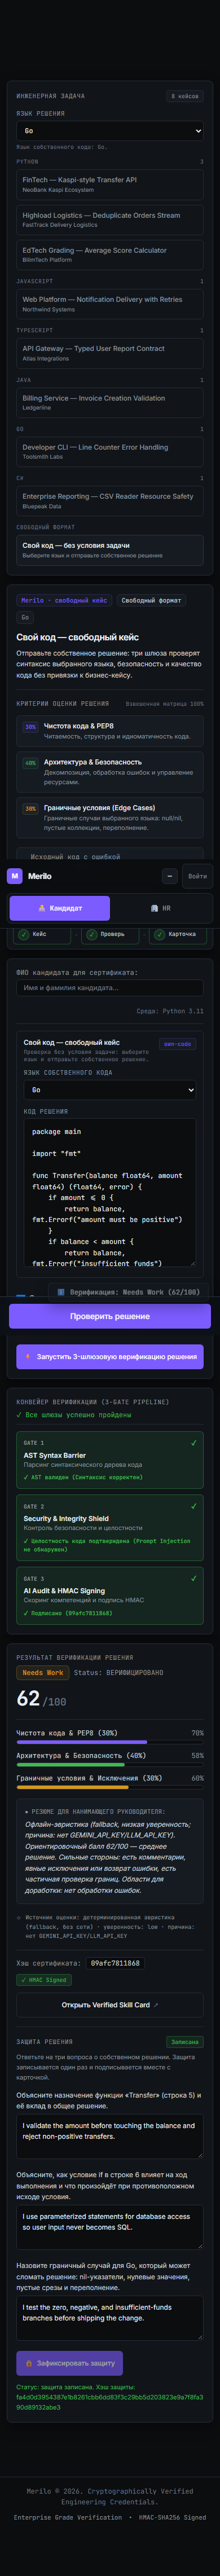 ИНЖЕНЕРНАЯ ЗАДАЧА
8 кейсов
ЯЗЫК РЕШЕНИЯ
Go
Язык собственного кода: Go.
PYTHON 3
FinTech — Kaspi-style Transfer API
NeoBank Kaspi Ecosystem
Highload Logistics — Deduplicate Orders Stream
FastTrack Delivery Logistics
EdTech Grading — Average Score Calculator
BilimTech Platform
JAVASCRIPT 1
Web Platform — Notification Delivery with Retries
Northwind Systems
TYPESCRIPT 1
API Gateway — Typed User Report Contract
Atlas Integrations
JAVA 1
Billing Service — Invoice Creation Validation
Ledgerline
GO 1
Developer CLI — Line Counter Error Handling
Toolsmith Labs
C# 1
Enterprise Reporting — CSV Reader Resource Safety
Bluepeak Data
СВОБОДНЫЙ ФОРМАТ
Свой код — без условия задачи
Выберите язык и отправьте собственное решение
Merilo · свободный кейс
Свободный формат
Go
Свой код — свободный кейс
Отправьте собственное решение: три шлюза проверят
синтаксис выбранного языка, безопасность и качество
кода без привязки к бизнес-кейсу.
КРИТЕРИИ ОЦЕНКИ РЕШЕНИЯ
Взвешенная матрица 100%
30%
Чистота кода & PEP8
Читаемость, структура и идиоматичность кода.
40%
Архитектура & Безопасность
Декомпозиция, обработка ошибок и управление
ресурсами.
30%
Граничные условия (Edge Cases)
Граничные случаи выбранного языка: null/nil,
пустые коллекции, переполнение.
Исходный код с ошибкой
M
Merilo
Войти
Кандидат
HR
✓ Кейс
✓ Проверь
✓ Карточка
ФИО кандидата для сертификата:
Имя и фамилия кандидата...
Среда: Python 3.11
Свой код — свободный кейс
own-code
Проверка без условия задачи: выберите
язык и отправьте собственное решение.
ЯЗЫК СОБСТВЕННОГО КОДА
Go
КОД РЕШЕНИЯ
package main
import "fmt"
func Transfer(balance float64, amount
float64) (float64, error) {
if amount <= 0 {
return balance,
fmt.Errorf("amount must be positive")
}
if balance < amount {
return balance,
fmt.Errorf("insufficient funds")
Верификация: Needs Work (62/100)
Проверить решение
Запустить 3-шлюзовую верификацию решения
КОНВЕЙЕР ВЕРИФИКАЦИИ (3-GATE PIPELINE)
✓ Все шлюзы успешно пройдены
GATE 1 ✓
AST Syntax Barrier
Парсинг синтаксического дерева кода
✓ AST валиден (Синтаксис корректен)
GATE 2 ✓
Security & Integrity Shield
Контроль безопасности и целостности
✓ Целостность кода подтверждена (Prompt Injection
не обнаружен)
GATE 3 ✓
AI Audit & HMAC Signing
Скоринг компетенций и подпись HMAC
✓ Подписано (09afc7811868)
РЕЗУЛЬТАТ ВЕРИФИКАЦИИ РЕШЕНИЯ
Needs Work
Status: ВЕРИФИЦИРОВАНО
62 /100
Чистота кода & PEP8 (30%) 70%
Архитектура & Безопасность (40%) 58%
Граничные условия & Исключения (30%) 60%
РЕЗЮМЕ ДЛЯ НАНИМАЮЩЕГО РУКОВОДИТЕЛЯ:
Офлайн-эвристика (fallback, низкая уверенность;
причина: нет GEMINI_API_KEY/LLM_API_KEY).
Ориентировочный балл 62/100 —
среднее решение. Сильные стороны: есть комментарии,
явные исключения или возврат ошибки, есть
частичная проверка границ. Области для
доработки: нет обработки ошибок.
Источник оценки: детерминированная эвристика
(fallback, без сети) · уверенность: low · причина:
нет GEMINI_API_KEY/LLM_API_KEY
Хэш сертификата: 09afc7811868
✓ HMAC Signed
Открыть Verified Skill Card ↗
ЗАЩИТА РЕШЕНИЯ
Записана
Ответьте на три вопроса о собственном решении. Защита
записывается один раз и подписывается вместе с
карточкой.
Объясните назначение функции «Transfer» (строка 5) и
её вклад в общее решение.
I validate the amount before touching the balance and
reject non-positive transfers.
Объясните, как условие if в строке 6 влияет на ход
выполнения и что произойдёт при противоположном
исходе условия.
I use parameterized statements for database access
so user input never becomes SQL.
Назовите граничный случай для Go, который может
сломать решение: nil-указатели, нулевые значения,
пустые срезы и переполнение.
I test the zero, negative, and insufficient-funds
branches before shipping the change.
Зафиксировать защиту
Статус: защита записана. Хэш защиты:
fa4d0d3954387e1b8261cbb6dd83f3c29bb5d203823e9a7f8fa3
90d89132abe3
Merilo © 2026. Cryptographically Verified
Engineering Credentials.
Enterprise Grade Verification • HMAC-SHA256 Signed